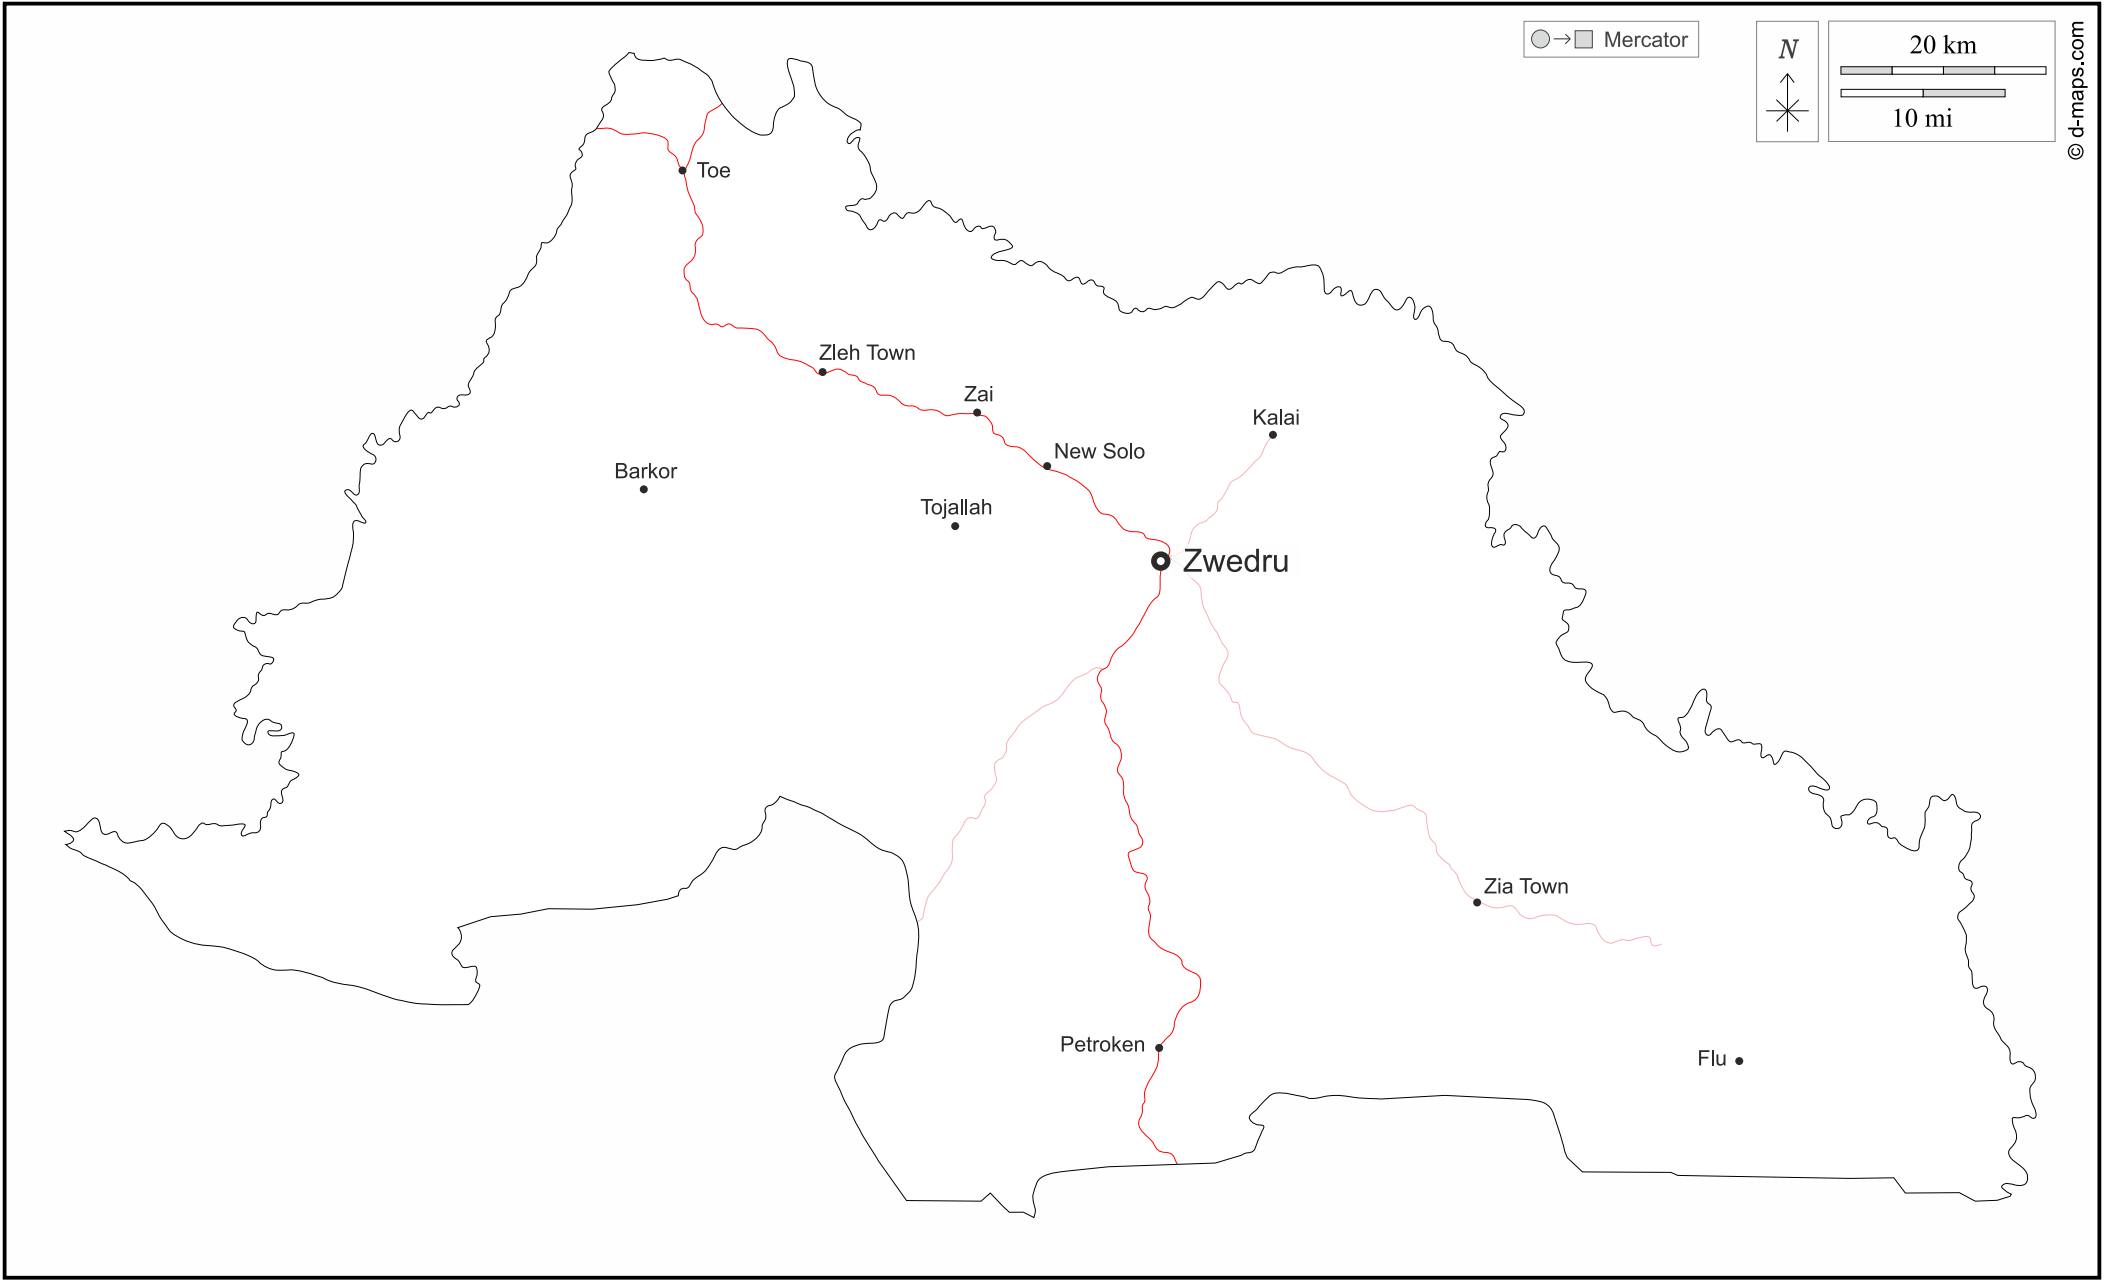 Mercator
N
20 km
10 mi
© d-maps.com
Toe
Zleh Town
Zai
Kalai
New Solo
Barkor
Tojallah
Zwedru
Zia Town
Petroken
Flu